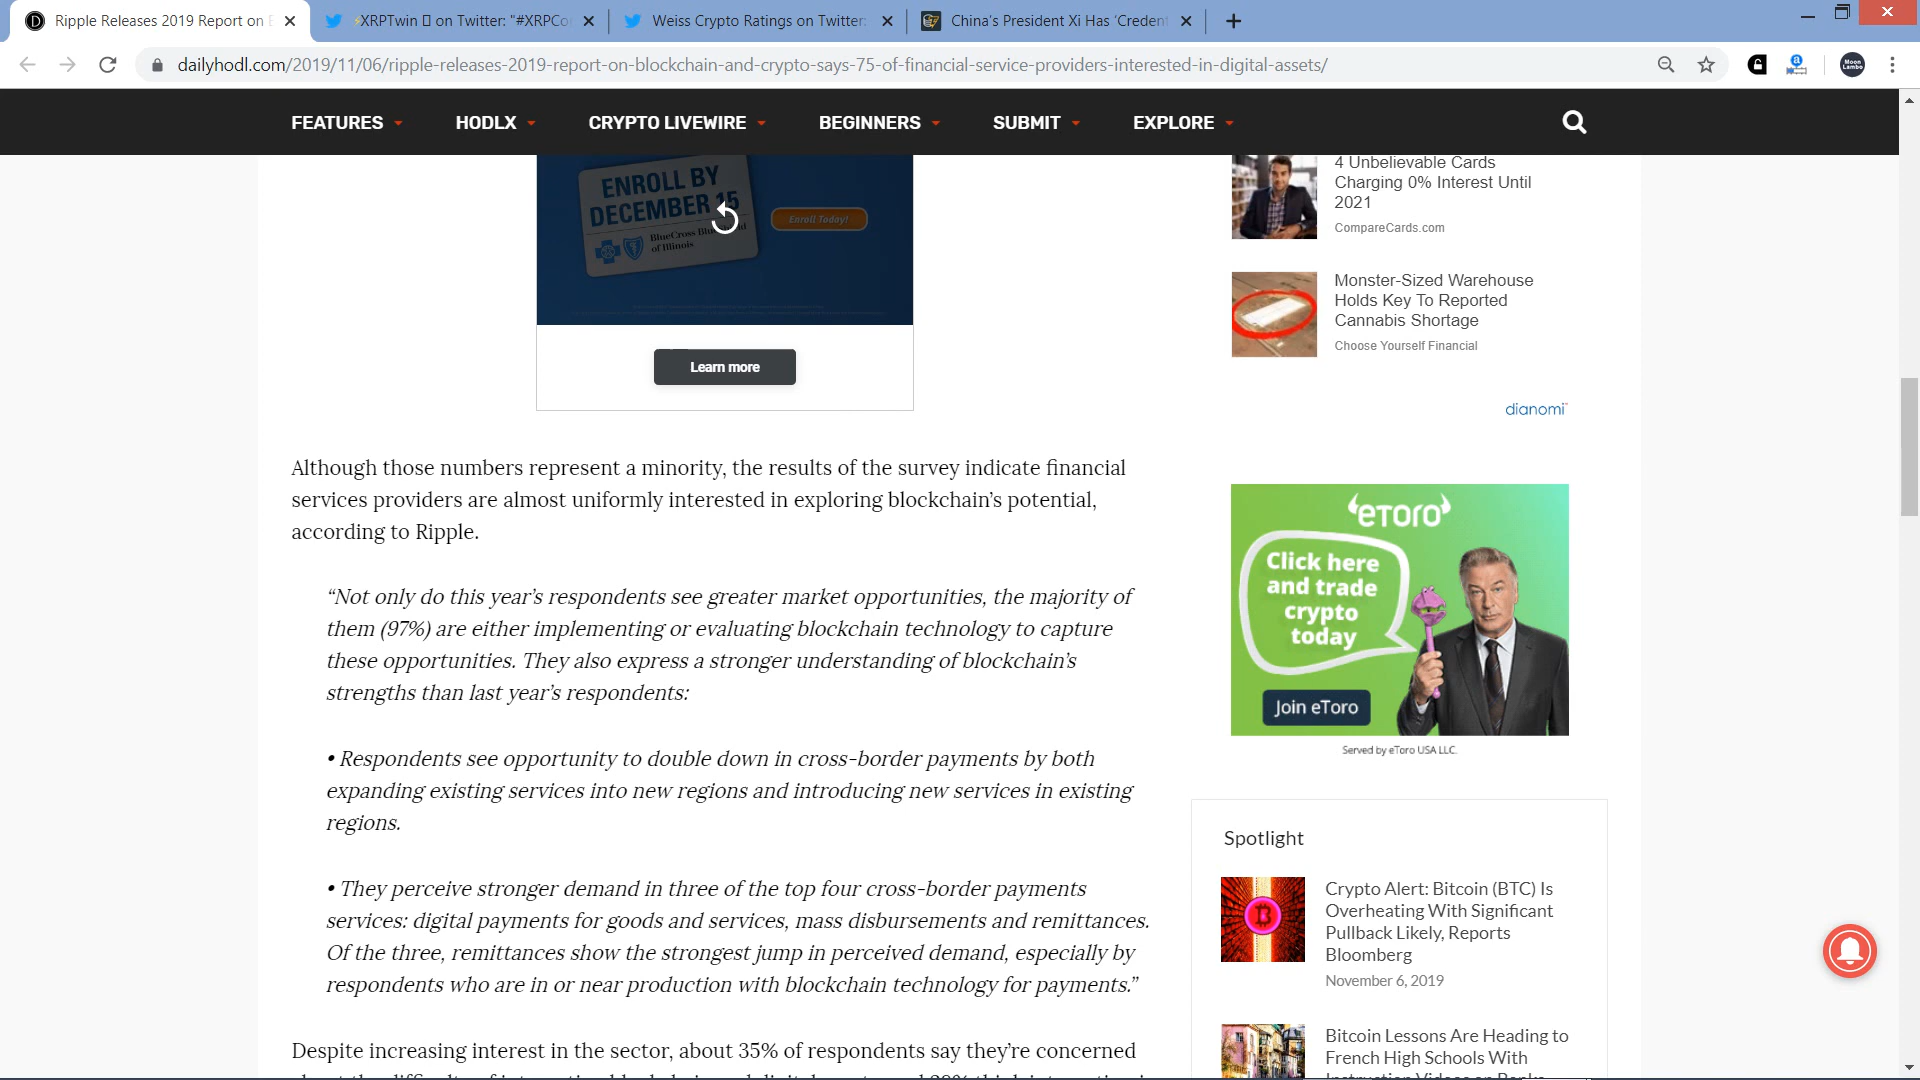 Ripple Releases 2019 Report on B
XRPTwin
on Twitter: "#XRPCo
Weiss Crypto Ratings on Twitter:
China's President Xi Has 'Credent
dailyhodl.com/2019/11/06/ripple-releases-2019-report-on-blockchain-and-crypto-says-75-of-financial-service-providers-interested-in-digital-assets/
Moon
Lambo
FEATURES
HODLX
CRYPTO LIVEWIRE
BEGINNERS
SUBMIT
EXPLORE
ENROLL BY
DECEMBER 15
Enroll Today!
BlueCross
of Illinois
Learn more
Although those numbers represent a minority, the results of the survey indicate financial
services providers are almost uniformly interested in exploring blockchain's potential,
according to Ripple.
“Not only do this year's respondents see greater market opportunities, the majority of
them (97%) are either implementing or evaluating blockchain technology to capture
these opportunities. They also express a stronger understanding of blockchain's
strengths than last year's respondents:
• Respondents see opportunity to double down in cross-border payments by both
expanding existing services into new regions and introducing new services in existing
regions.
• They perceive stronger demand in three of the top four cross-border payments
services: digital payments for goods and services, mass disbursements and remittances.
Of the three, remittances show the strongest jump in perceived demand, especially by
respondents who are in or near production with blockchain technology for payments.”
Despite increasing interest in the sector, about 35% of respondents say they're concerned
4 Unbelievable Cards
Charging 0% Interest Until
2021
CompareCards.com
Monster-Sized Warehouse
Holds Key To Reported
Cannabis Shortage
Choose Yourself Financial
dianomi
eToro
Click here
and trade
crypto
today
Join eToro
Served by eToro USA LLC.
Spotlight
Crypto Alert: Bitcoin (BTC) Is
Overheating With Significant
Pullback Likely, Reports
Bloomberg
November 6, 2019
Bitcoin Lessons Are Heading to
French High Schools With